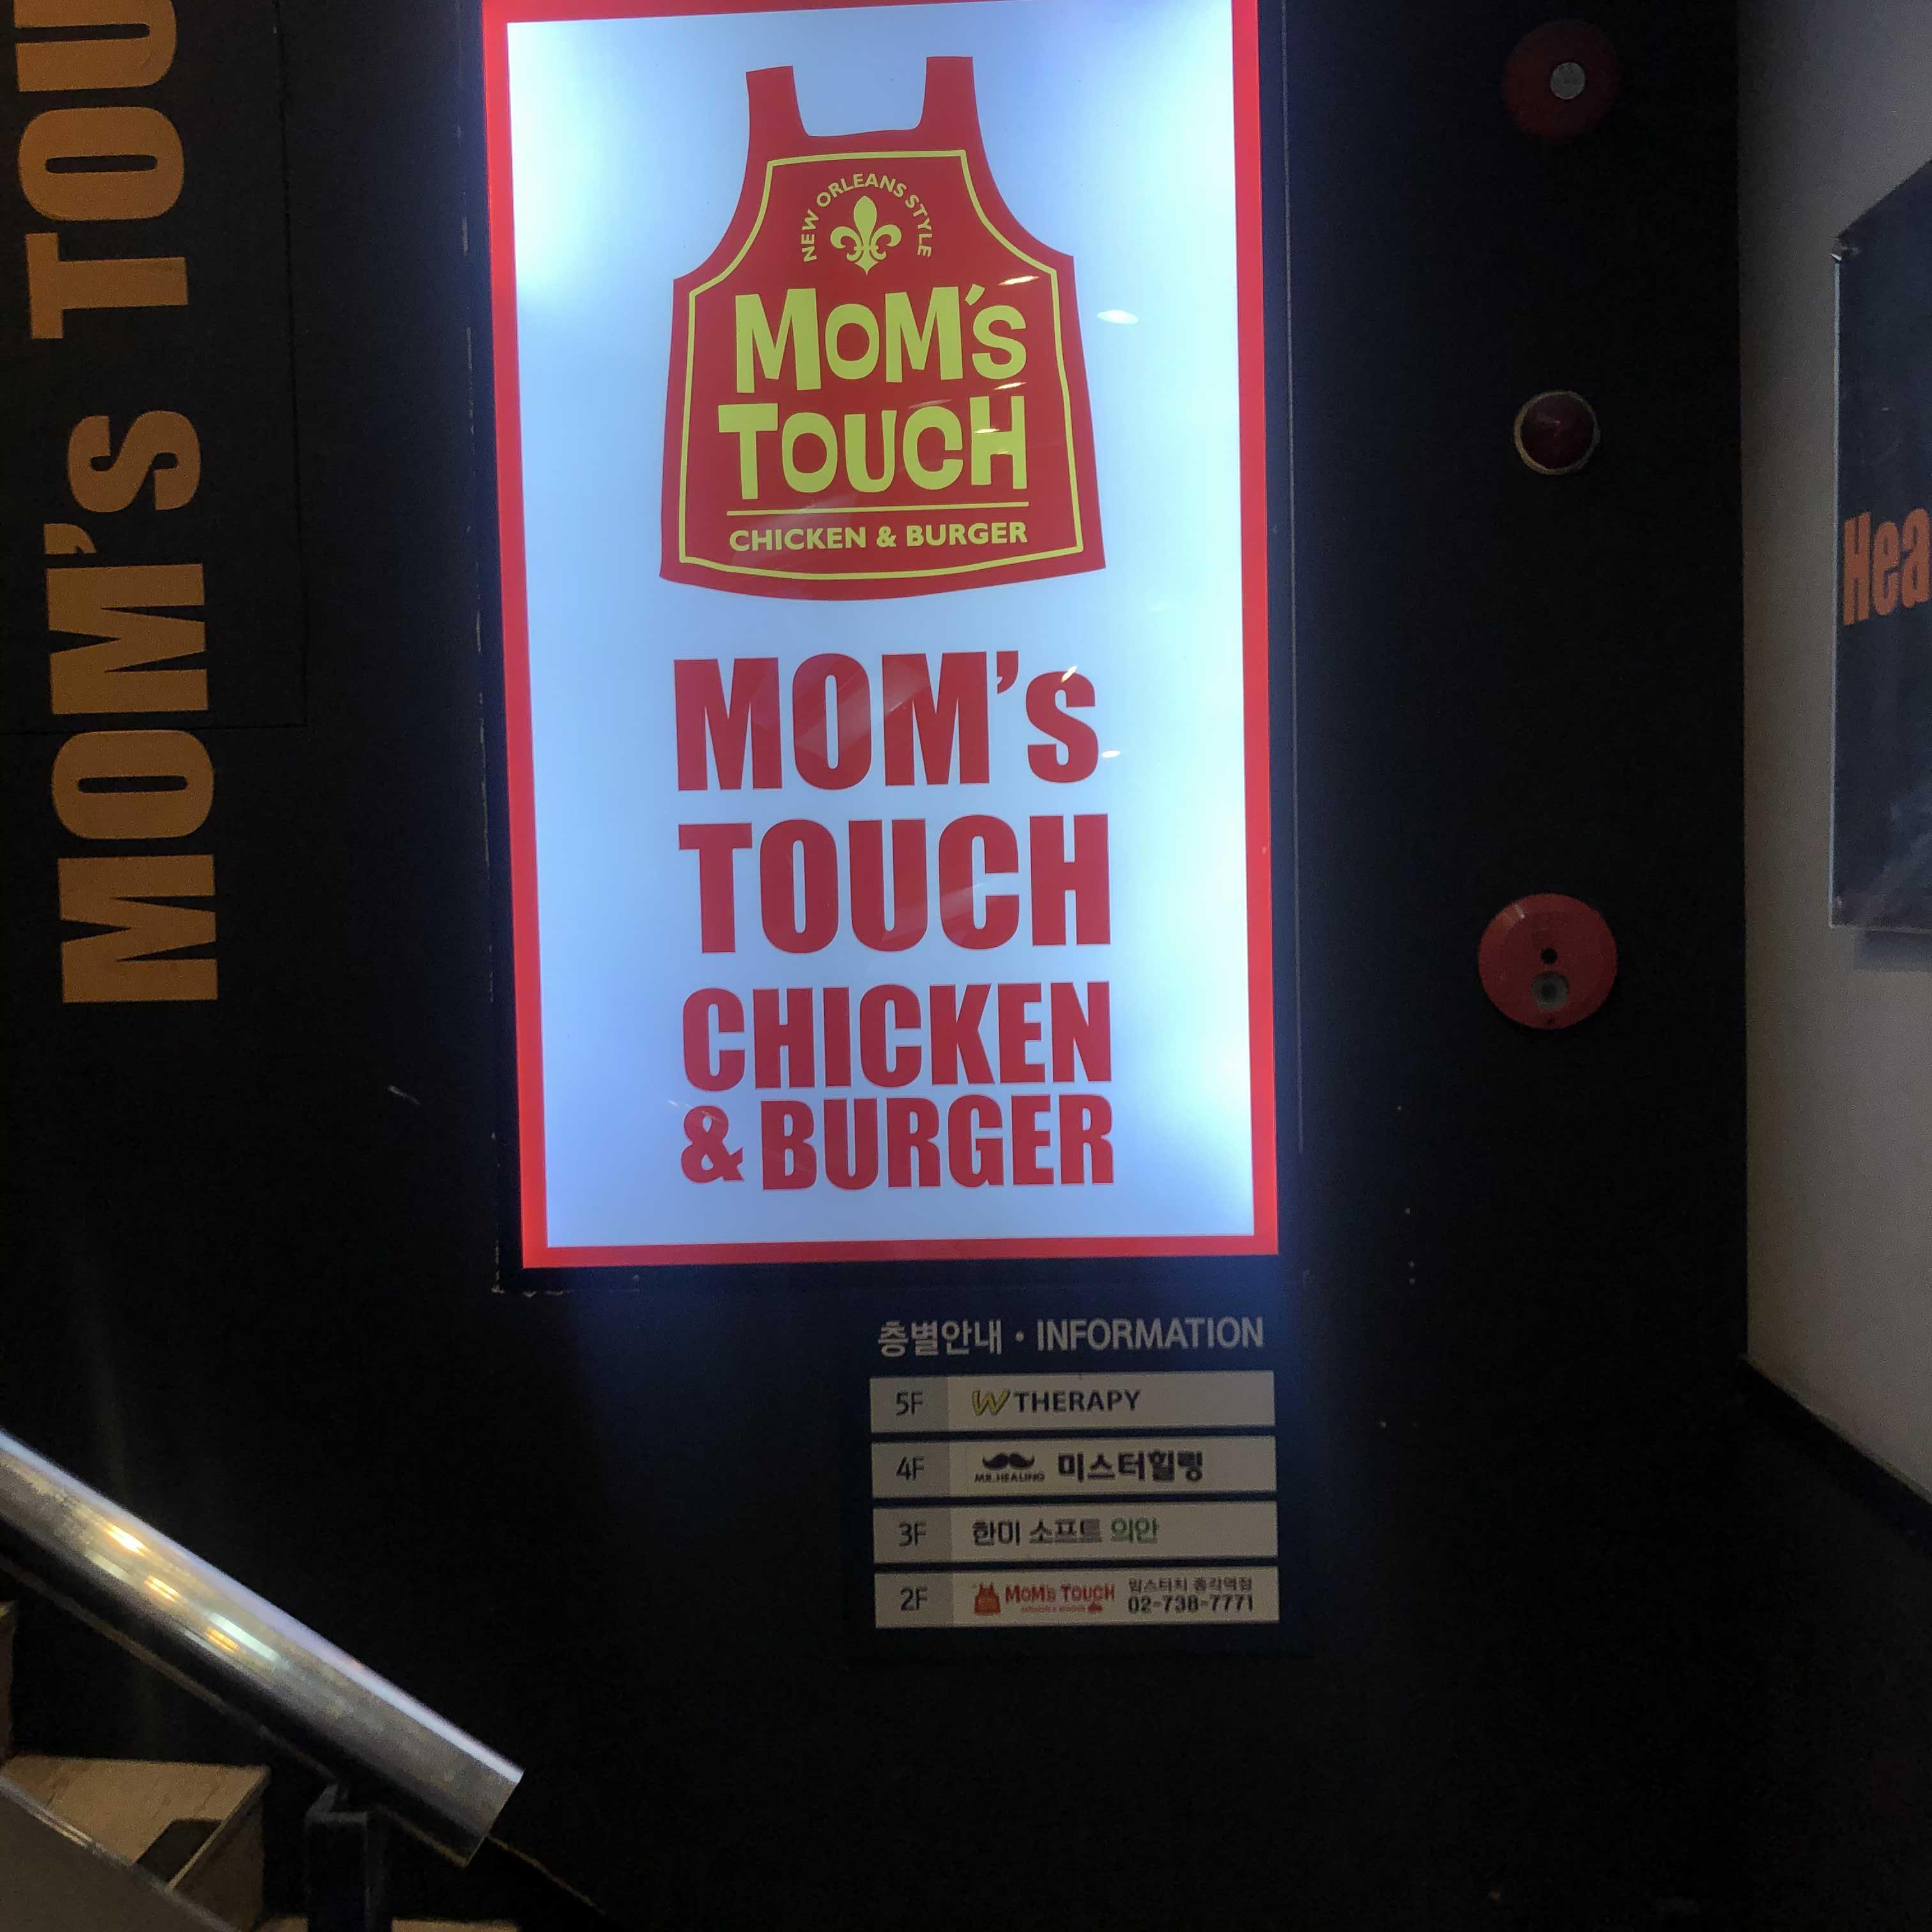 MOM's TOU
NEW ORLEANS STYLE
MOM'S
TOUCH
CHICKEN & BURGER
MOM's
TOUCH
CHICKEN
& BURGER
Hea
층별안내 • INFORMATION
5F W THERAPY
4F MR.HEALING 미스터힐링
3F 한미 소프트 의안
2F MOM'S TOUCH 맘스터치 종각역점
02-738-7771